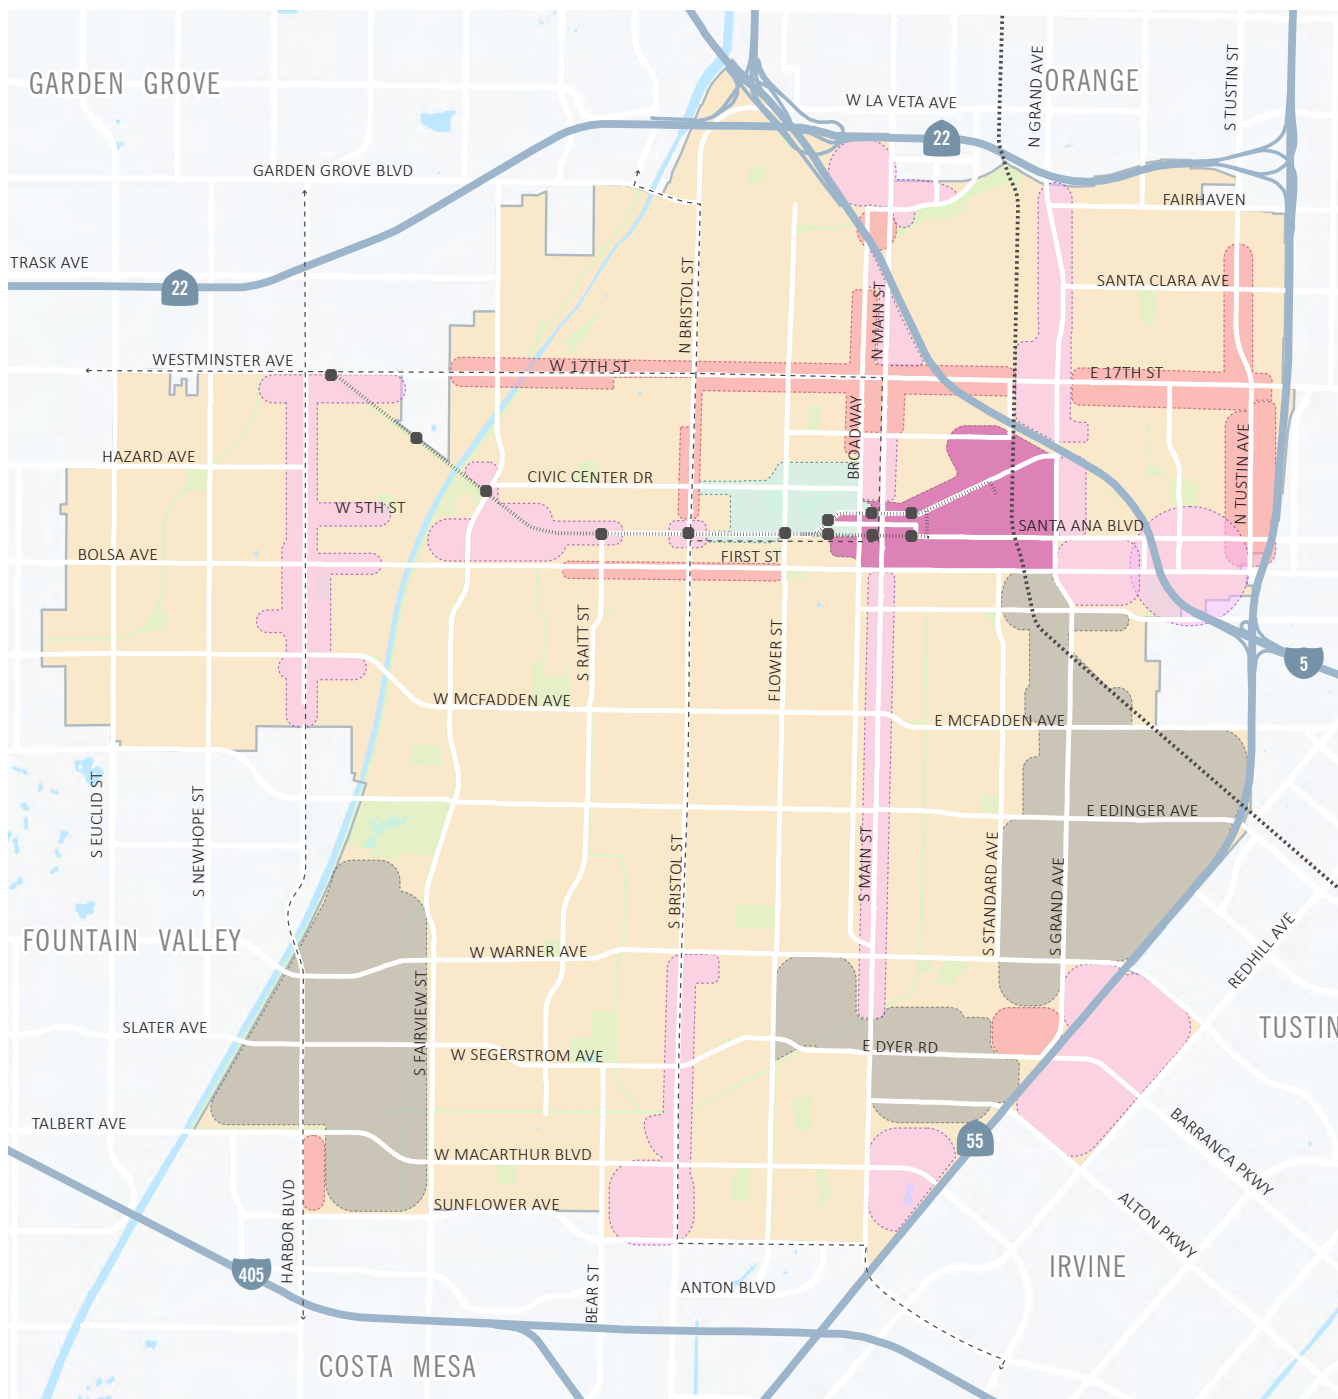 GARDEN GROVE
ORANGE
N GRAND AVE
S TUSTIN ST
W LA VETA AVE
22
GARDEN GROVE BLVD
FAIRHAVEN
TRASK AVE
22
SANTA CLARA AVE
N BRISTOL ST
N MAIN ST
WESTMINSTER AVE
W 17TH ST
E 17TH ST
BROADWAY
N TUSTIN AVE
HAZARD AVE
CIVIC CENTER DR
W 5TH ST
SANTA ANA BLVD
BOLSA AVE
FIRST ST
S RAITT ST
FLOWER ST
5
W MCFADDEN AVE
E MCFADDEN AVE
S EUCLID ST
S NEWHOPE ST
E EDINGER AVE
S BRISTOL ST
S MAIN ST
S STANDARD AVE
S GRAND AVE
FOUNTAIN VALLEY
W WARNER AVE
REDHILL AVE
S FAIRVIEW ST
SLATER AVE
TUSTIN
W SEGERSTROM AVE
E DYER RD
TALBERT AVE
55
BARRANCA PKWY
W MACARTHUR BLVD
SUNFLOWER AVE
ALTON PKWY
HARBOR BLVD
405
BEAR ST
ANTON BLVD
IRVINE
COSTA MESA